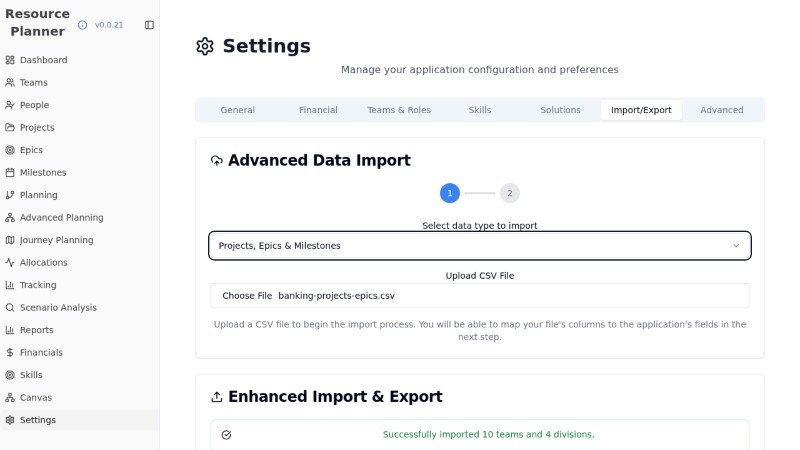 Resource
Planner
v0.0.21
Dashboard
Teams
People
Projects
Epics
Milestones
Planning
Advanced Planning
Journey Planning
Allocations
Tracking
Scenario Analysis
Reports
Financials
Skills
Canvas
Settings
Settings
Manage your application configuration and preferences
General Financial Teams & Roles Skills Solutions Import/Export Advanced
Advanced Data Import
1 2
Select data type to import
Projects, Epics & Milestones
Upload CSV File
Choose File banking-projects-epics.csv
Upload a CSV file to begin the import process. You will be able to map your file's columns to the application's fields in the
next step.
Enhanced Import & Export
Successfully imported 10 teams and 4 divisions.